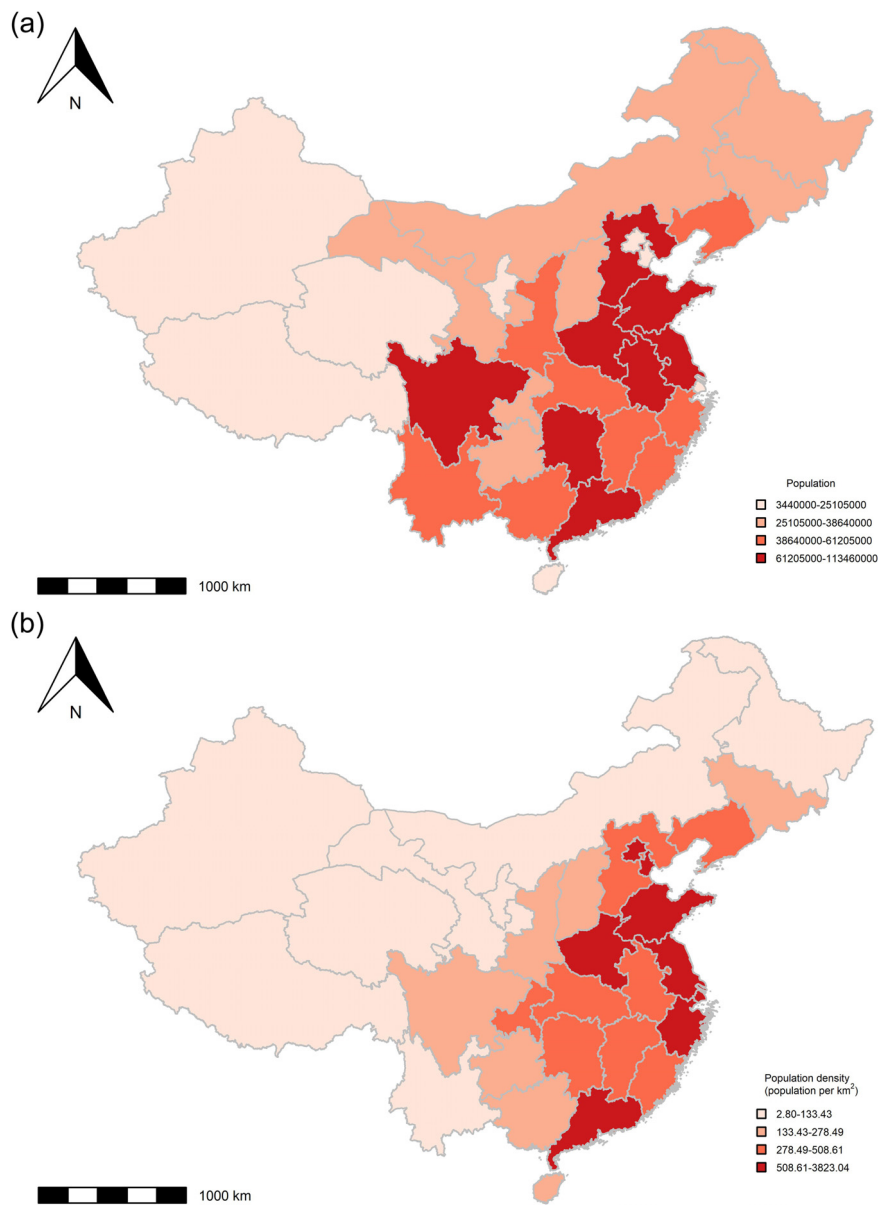 (a)
N
Population
3440000-25105000
25105000-38640000
38640000-61205000
61205000-113460000
1000 km
(b)
N
Population density
(population per km²)
2.80-133.43
133.43-278.49
278.49-508.61
508.61-3823.04
1000 km